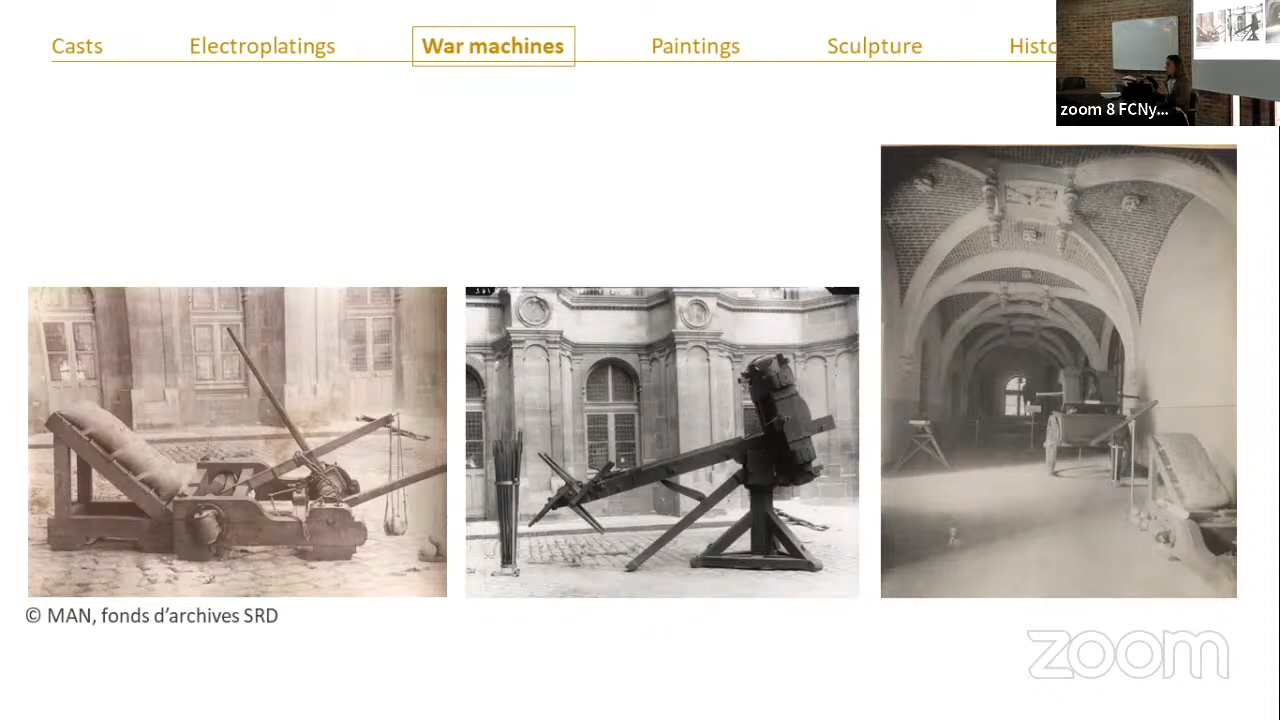 Casts Electroplatings War machines Paintings Sculpture Histo
zoom 8 FCNy...
© MAN, fonds d'archives SRD
zoom